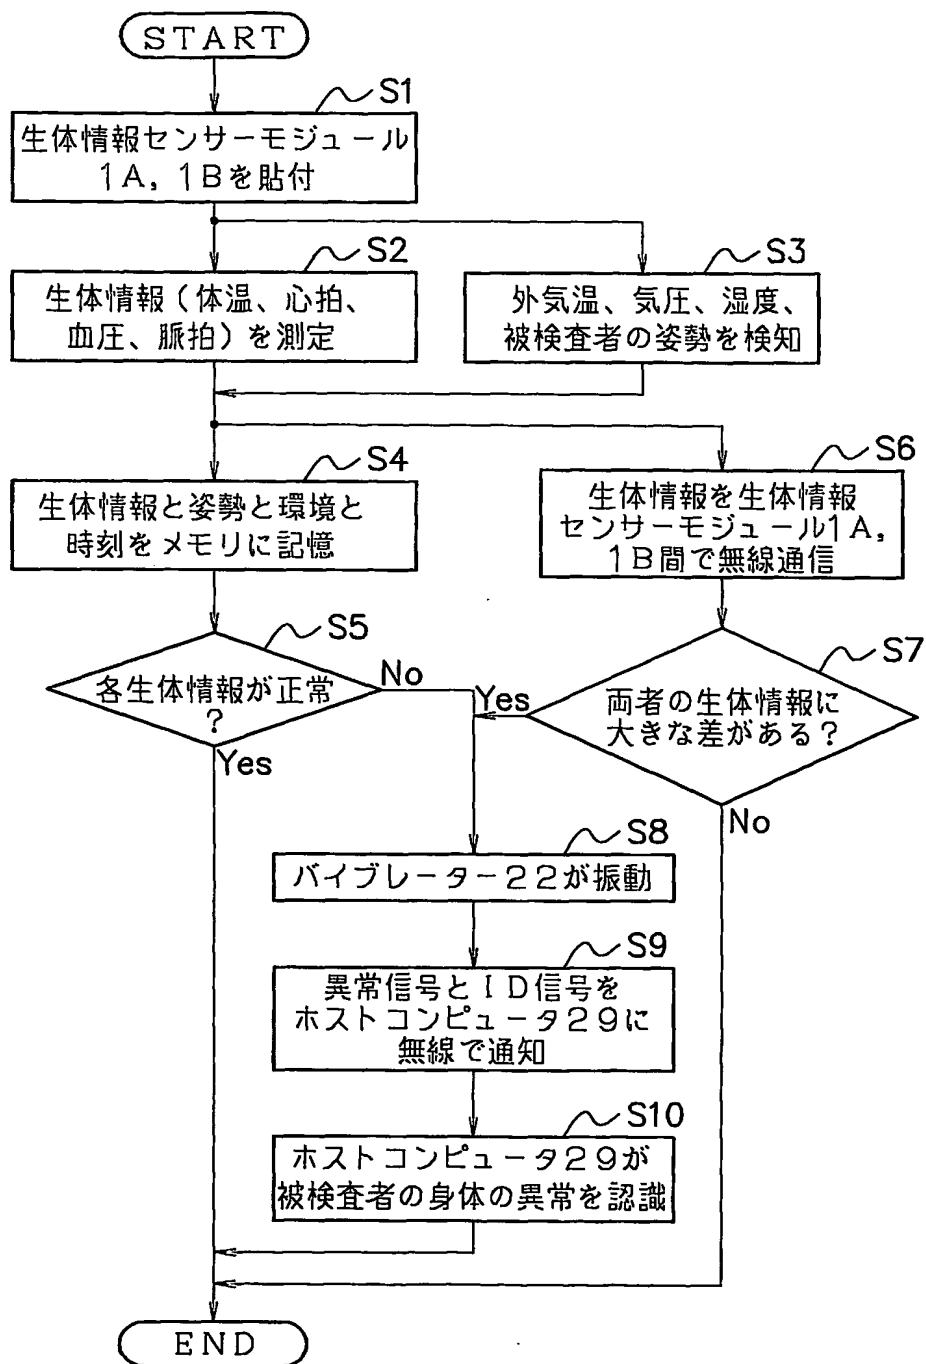 START
S1
生体情報センサーモジュール
1A，1Bを貼付
S2
生体情報（体温、心拍、
血圧、脈拍）を測定
S3
外気温、気圧、湿度、
被検査者の姿勢を検知
S4
生体情報と姿勢と環境と
時刻をメモリに記憶
S6
生体情報を生体情報
センサーモジュール1A，
1B間で無線通信
S5
各生体情報が正常
？
No
Yes
S7
両者の生体情報に
大きな差がある？
Yes
No
S8
バイブレーター22が振動
S9
異常信号とID信号を
ホストコンピュータ29に
無線で通知
S10
ホストコンピュータ29が
被検査者の身体の異常を認識
END